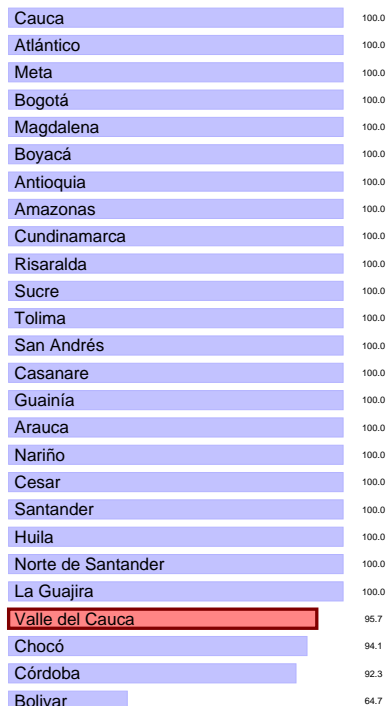 Cauca 100.0
Atlántico 100.0
Meta 100.0
Bogotá 100.0
Magdalena 100.0
Boyacá 100.0
Antioquia 100.0
Amazonas 100.0
Cundinamarca 100.0
Risaralda 100.0
Sucre 100.0
Tolima 100.0
San Andrés 100.0
Casanare 100.0
Guainía 100.0
Arauca 100.0
Nariño 100.0
Cesar 100.0
Santander 100.0
Huila 100.0
Norte de Santander 100.0
La Guajira 100.0
Valle del Cauca 95.7
Chocó 94.1
Córdoba 92.3
Bolivar 64.7